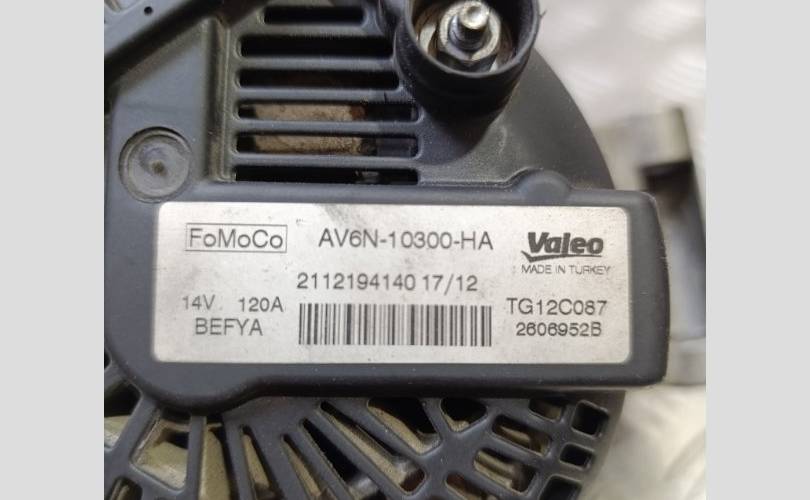 FoMoCo AV6N-10300-HA Valeo
MADE IN TURKEY
2112194140 17/12
14V 120A TG12C087
BEFYA 2606952B